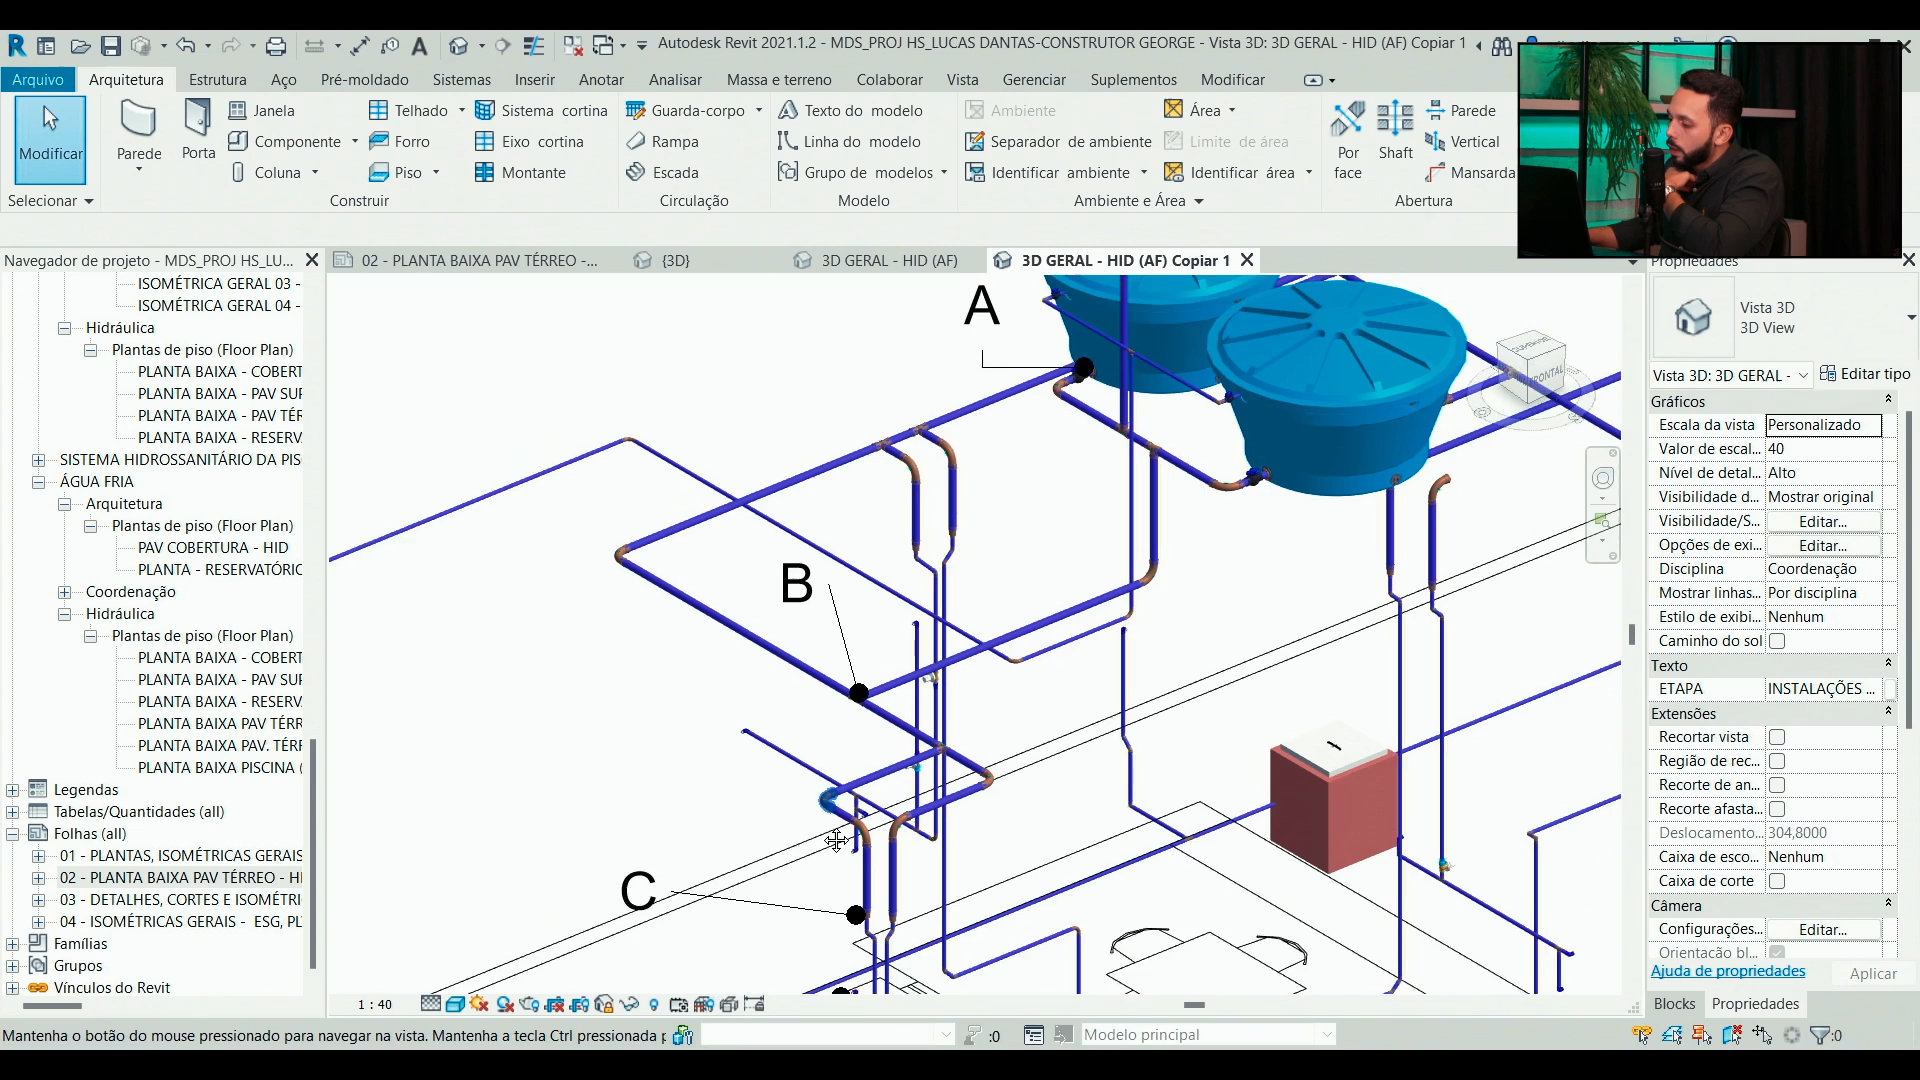 Autodesk Revit 2021.1.2 - MDS_PROJ HS_LUCAS DANTAS-CONSTRUTOR GEORGE - Vista 3D: 3D GERAL - HID (AF) Copiar 1
Arquivo Arquitetura Estrutura Aço Pré-moldado Sistemas Inserir Anotar Analisar Massa e terreno Colaborar Vista Gerenciar Suplementos Modificar
Modificar
Parede
Porta
Janela
Componente
Coluna
Telhado
Forro
Piso
Sistema cortina
Eixo cortina
Montante
Guarda-corpo
Rampa
Escada
Texto do modelo
Linha do modelo
Grupo de modelos
Ambiente
Separador de ambiente
Identificar ambiente
Área
Limite de área
Identificar área
Por
face
Shaft
Parede
Vertical
Mansarda
Selecionar
Construir
Circulação
Modelo
Ambiente e Área
Abertura
Navegador de projeto - MDS_PROJ HS_LU...
02 - PLANTA BAIXA PAV TÉRREO -...
{3D}
3D GERAL - HID (AF)
3D GERAL - HID (AF) Copiar 1
ISOMÉTRICA GERAL 03 -
ISOMÉTRICA GERAL 04 -
Hidráulica
Plantas de piso (Floor Plan)
PLANTA BAIXA - COBERT
PLANTA BAIXA - PAV SUF
PLANTA BAIXA - PAV TÉR
PLANTA BAIXA - RESERV
SISTEMA HIDROSSANITÁRIO DA PIS
ÁGUA FRIA
Arquitetura
Plantas de piso (Floor Plan)
PAV COBERTURA - HID
PLANTA - RESERVATÓRIC
Coordenação
Hidráulica
Plantas de piso (Floor Plan)
PLANTA BAIXA - COBERT
PLANTA BAIXA - PAV SUF
PLANTA BAIXA - RESERV
PLANTA BAIXA PAV TÉRR
PLANTA BAIXA PAV. TÉRF
PLANTA BAIXA PISCINA (
Legendas
Tabelas/Quantidades (all)
Folhas (all)
01 - PLANTAS, ISOMÉTRICAS GERAIS
02 - PLANTA BAIXA PAV TÉRREO - HI
03 - DETALHES, CORTES E ISOMÉTRI
04 - ISOMÉTRICAS GERAIS - ESG, PL
Famílias
Grupos
Vínculos do Revit
A
B
C
FRONTAL
Propriedades
Vista 3D
3D View
Vista 3D: 3D GERAL - Editar tipo
Gráficos
Escala da vista Personalizado
Valor de escal... 40
Nível de detal... Alto
Visibilidade d... Mostrar original
Visibilidade/S... Editar...
Opções de exi... Editar...
Disciplina Coordenação
Mostrar linhas... Por disciplina
Estilo de exibi... Nenhum
Caminho do sol
Texto
ETAPA INSTALAÇÕES ...
Extensões
Recortar vista
Região de rec...
Recorte de an...
Recorte afasta...
Deslocamento... 304,8000
Caixa de esco... Nenhum
Caixa de corte
Câmera
Configurações... Editar...
Orientação bl...
Ajuda de propriedades Aplicar
Blocks Propriedades
1 : 40
Mantenha o botão do mouse pressionado para navegar na vista. Mantenha a tecla Ctrl pressionada p
:0
Modelo principal
:0